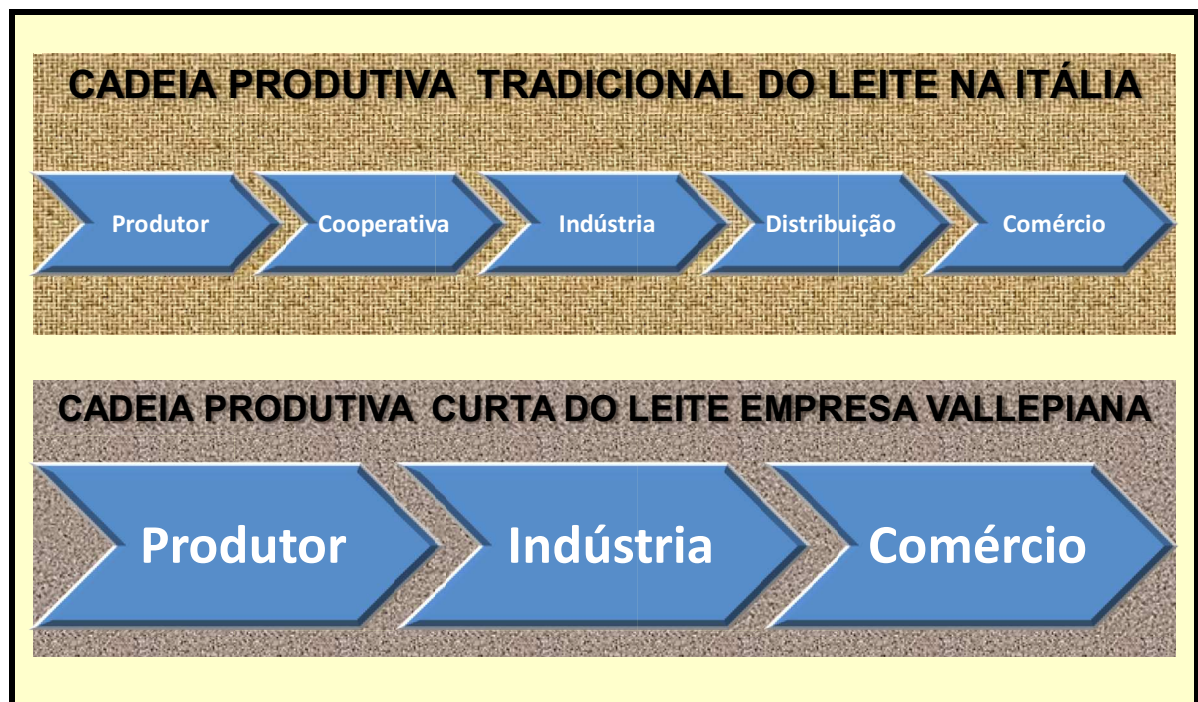 CADEIA PRODUTIVA TRADICIONAL DO LEITE NA ITÁLIA
Produtor Cooperativa Indústria Distribuição Comércio
CADEIA PRODUTIVA CURTA DO LEITE EMPRESA VALLEPIANA
Produtor Indústria Comércio